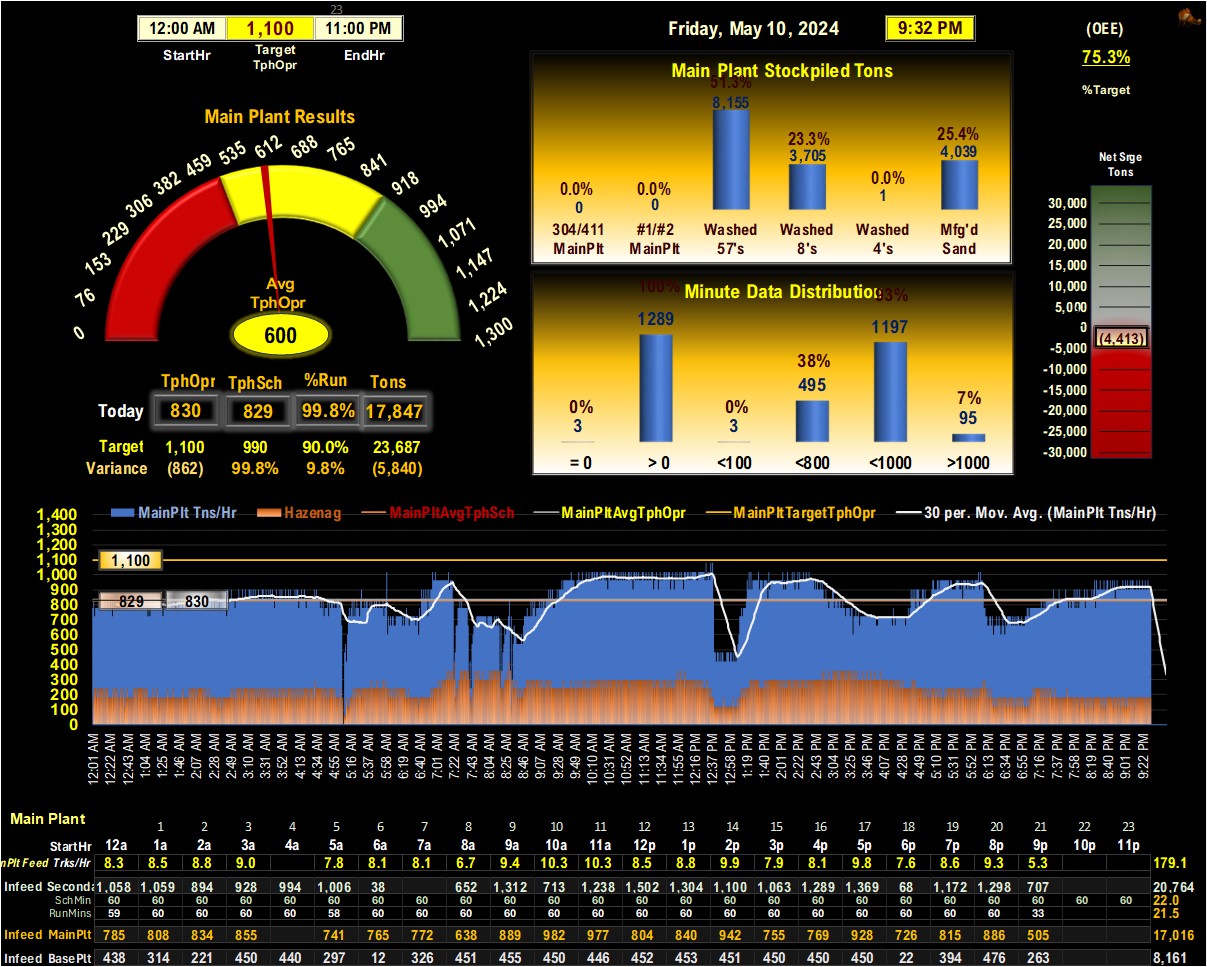 23
12:00 AM 1,100 11:00 PM
StartHr Target TphOpr EndHr
Friday, May 10, 2024 9:32 PM
(OEE)
75.3%
%Target
Main Plant Results
0 76 153 229 306 382 459 535 612 688 765 841 918 994 1,071 1,147 1,224 1,300
Avg
TphOpr
600
TphOpr TphSch %Run Tons
Today 830 829 99.8% 17,847
Target 1,100 990 90.0% 23,687
Variance (862) 99.8% 9.8% (5,840)
Main Plant Stockpiled Tons
0.0% 0.0% 51.3% 23.3% 0.0% 25.4%
0 0 8,155 3,705 1 4,039
304/411 #1/#2 Washed Washed Washed Mfg'd
MainPlt MainPlt 57's 8's 4's Sand
Minute Data Distribution
0% 100% 0% 38% 93% 7%
3 1289 3 495 1197 95
= 0 > 0 <100 <800 <1000 >1000
Net Srge
Tons
30,000
25,000
20,000
15,000
10,000
5,000
0
(4,413)
-5,000
-10,000
-15,000
-20,000
-25,000
-30,000
MainPlt Tns/Hr Hazenag MainPltAvgTphSch MainPltAvgTphOpr MainPltTargetTphOpr 30 per. Mov. Avg. (MainPlt Tns/Hr)
1,400
1,300
1,200
1,100
1,000
900
800
700
600
500
400
300
200
100
0
1,100
829 830
12:01 AM 12:22 AM 12:43 AM 1:04 AM 1:25 AM 1:46 AM 2:07 AM 2:28 AM 2:49 AM 3:10 AM 3:31 AM 3:52 AM 4:13 AM 4:34 AM 4:55 AM 5:16 AM 5:37 AM 5:58 AM 6:19 AM 6:40 AM 7:01 AM 7:22 AM 7:43 AM 8:04 AM 8:25 AM 8:46 AM 9:07 AM 9:28 AM 9:49 AM 10:10 AM 10:31 AM 10:52 AM 11:13 AM 11:34 AM 11:55 AM 12:16 PM 12:37 PM 12:58 PM 1:19 PM 1:40 PM 2:01 PM 2:22 PM 2:43 PM 3:04 PM 3:25 PM 3:46 PM 4:07 PM 4:28 PM 4:49 PM 5:10 PM 5:31 PM 5:52 PM 6:13 PM 6:34 PM 6:55 PM 7:16 PM 7:37 PM 7:58 PM 8:19 PM 8:40 PM 9:01 PM 9:22 PM
Main Plant
1 2 3 4 5 6 7 8 9 10 11 12 13 14 15 16 17 18 19 20 21 22 23
StartHr 12a 1a 2a 3a 4a 5a 6a 7a 8a 9a 10a 11a 12p 1p 2p 3p 4p 5p 6p 7p 8p 9p 10p 11p
nPlt Feed Trks/Hr 8.3 8.5 8.8 9.0 7.8 8.1 8.1 6.7 9.4 10.3 10.3 8.5 8.8 9.9 7.9 8.1 9.8 7.6 8.6 9.3 5.3 179.1
Infeed Seconda 1,058 1,059 894 928 994 1,006 38 652 1,312 713 1,238 1,502 1,304 1,100 1,063 1,289 1,369 68 1,172 1,298 707 20,764
SchMin 60 60 60 60 60 60 60 60 60 60 60 60 60 60 60 60 60 60 60 60 60 60 60 60 22.0
RunMins 59 60 60 60 60 58 60 60 60 60 60 60 60 60 60 60 60 60 60 60 60 33 21.5
Infeed MainPlt 785 808 834 855 741 765 772 638 889 982 977 804 840 942 755 769 928 726 815 886 505 17,016
Infeed BasePlt 438 314 221 450 440 297 12 326 451 455 450 446 452 453 451 450 450 450 22 394 476 263 8,161